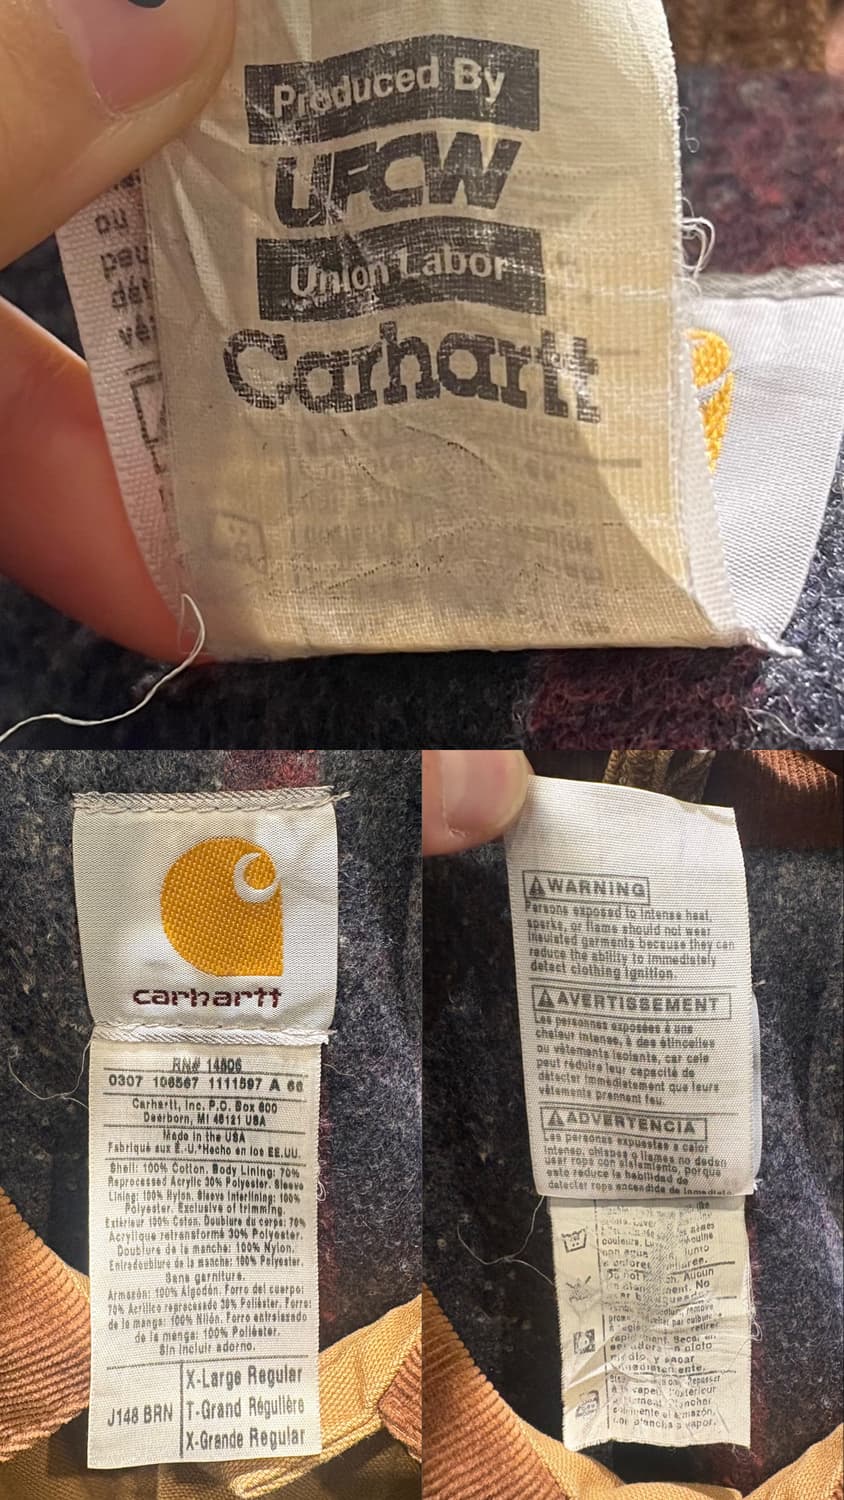 Produced By
UFCW
Union Labor
Carhartt
ou
peu
dét
carhartt
RN# 14806
0307 106567 1111597 A 66
Carhartt, Inc. P.O. Box 600
Dearborn, MI 48121 USA
Made in the USA
Fabriqué aux É.-U.*Hecho en los EE.UU.
Shell: 100% Cotton. Body Lining: 70%
Reprocessed Acrylic 30% Polyester. Sleeve
Lining: 100% Nylon. Sleeve Interlining: 100%
Polyester. Exclusive of trimming.
Extérieur 100% Coton. Doublure du corps: 70%
Acrylique retransformé 30% Polyester.
Doublure de la manche: 100% Nylon.
Entredoublure de la manche: 100% Polyester.
Sans garniture.
Armazón: 100% Algodón. Forro del cuerpo:
70% Acrílico reprocesado 30% Poliéster. Forro
de la manga: 100% Nilón. Forro entrelazado
de la manga: 100% Poliéster.
Sin incluir adorno.
J148 BRN
X-Large Regular
T-Grand Régulière
X-Grande Regular
WARNING
Persons exposed to intense heat,
sparks, or flame should not wear
insulated garments because they can
reduce the ability to immediately
detect clothing ignition.
AVERTISSEMENT
Les personnes exposées à une
chaleur intense, à des étincelles
ou vêtements isolants, car cela
peut réduire leur capacité de
détecter immédiatement que leurs
vêtements prennent feu.
ADVERTENCIA
Las personas expuestas a calor
intenso, chispas o llamas no deben
usar ropa con aislamiento, porque
esto reduce la habilidad de
detectar ropa encendida de inmediato